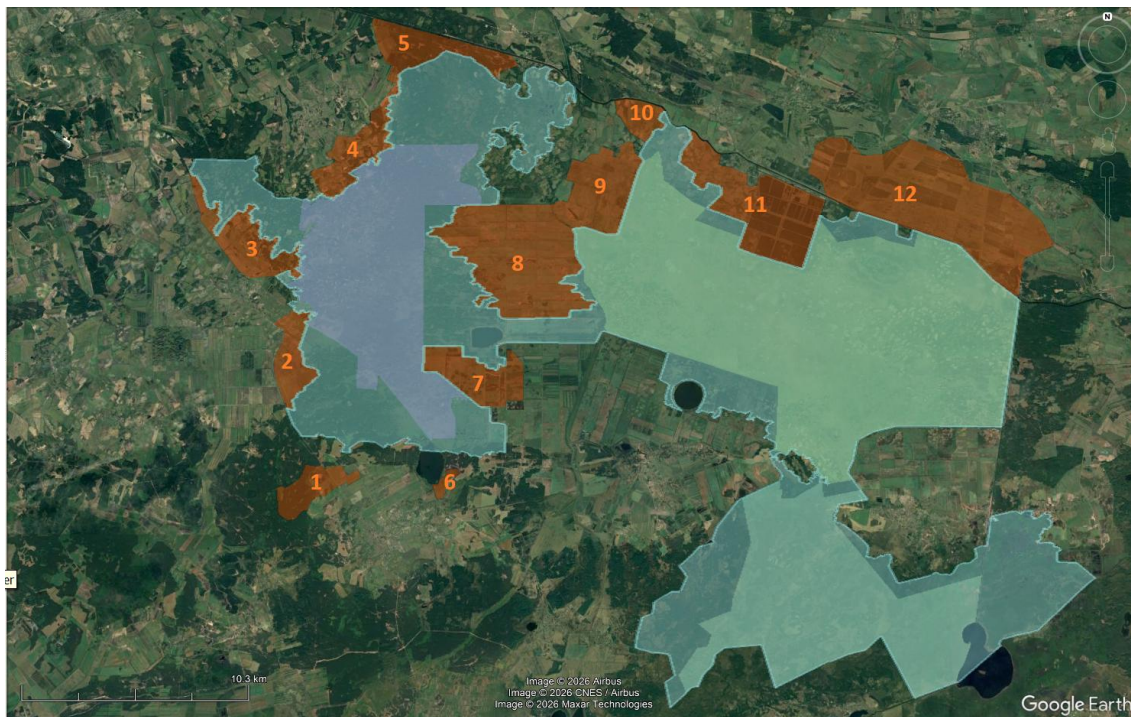 N
5
10
4
9
12
11
3
8
2
7
1
6
er
10.3 km
Image © 2026 Airbus
Image © 2026 CNES / Airbus
Image © 2026 Maxar Technologies
Google Earth